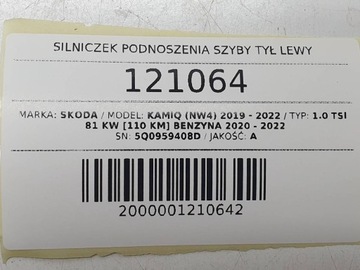 SILNICZEK PODNOSZENIA SZYBY TYŁ LEWY
121064
MARKA: SKODA / MODEL: KAMIQ (NW4) 2019 - 2022 / TYP: 1.0 TSI
81 KW [110 KM] BENZYNA 2020 - 2022
SN: 5Q0959408D / JAKOŚĆ: A
2000001210642